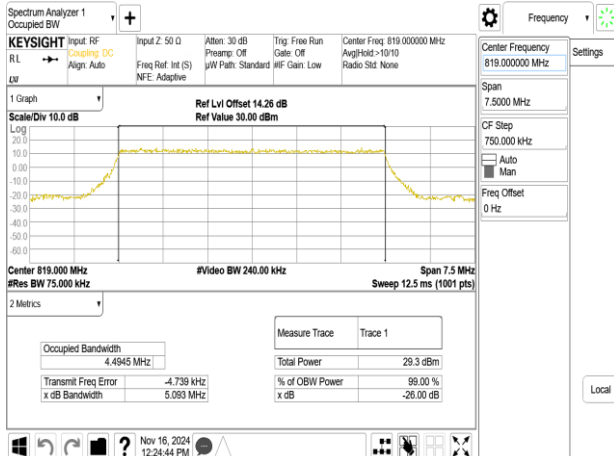 Spectrum Analyzer 1
Occupied BW
KEYSIGHT
RL
Input: RF
Coupling: DC
Align: Auto
Input Z: 50 Ω
Freq Ref: Int (S)
NFE: Adaptive
Atten: 30 dB
Preamp: Off
µW Path: Standard
Trig: Free Run
Gate: Off
#IF Gain: Low
Center Freq: 819.000000 MHz
Avg|Hold:>10/10
Radio Std: None
1 Graph
Scale/Div 10.0 dB
Ref Lvl Offset 14.26 dB
Ref Value 30.00 dBm
Log
20.0
10.0
0.00
-10.0
-20.0
-30.0
-40.0
-50.0
-60.0
Center 819.000 MHz
#Video BW 240.00 kHz
Span 7.5 MHz
#Res BW 75.000 kHz
Sweep 12.5 ms (1001 pts)
2 Metrics
Occupied Bandwidth
4.4945 MHz
Transmit Freq Error -4.739 kHz
x dB Bandwidth 5.093 MHz
Measure Trace Trace 1
Total Power 29.3 dBm
% of OBW Power 99.00 %
x dB -26.00 dB
Nov 16, 2024
12:24:44 PM
Frequency
Center Frequency
819.000000 MHz
Span
7.5000 MHz
CF Step
750.000 kHz
Auto
Man
Freq Offset
0 Hz
Settings
Local